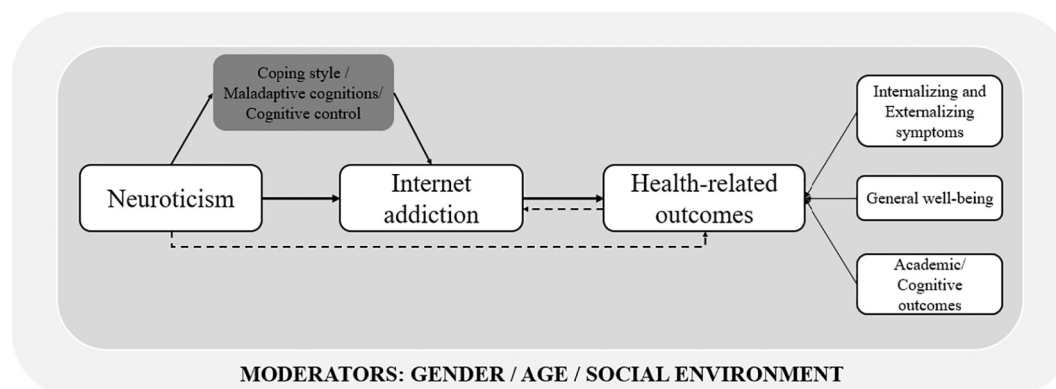 Coping style /
Maladaptive cognitions/
Cognitive control
Neuroticism
Internet
addiction
Health-related
outcomes
Internalizing and
Externalizing
symptoms
General well-being
Academic/
Cognitive
outcomes
MODERATORS: GENDER / AGE / SOCIAL ENVIRONMENT